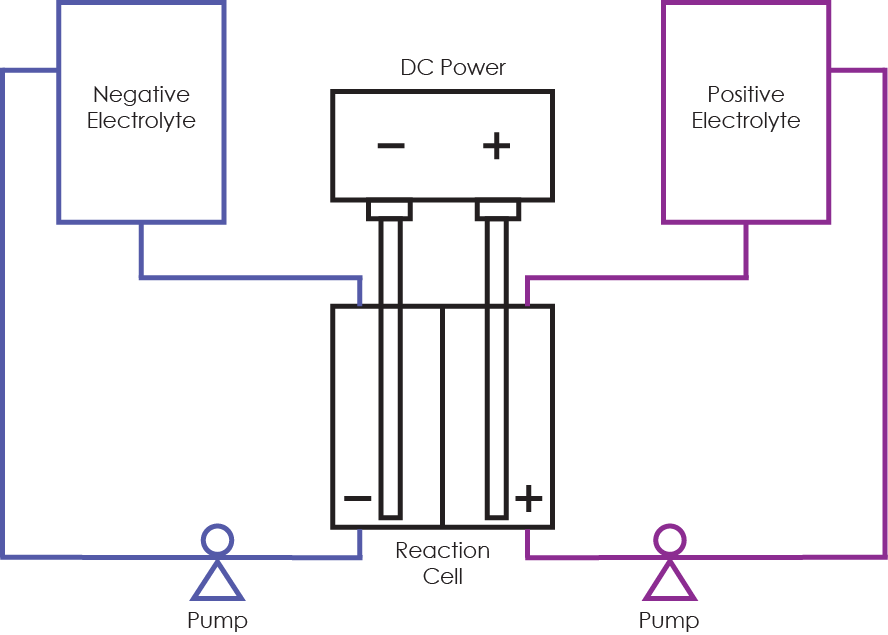 Negative
Electrolyte
DC Power
− +
Positive
Electrolyte
− +
Reaction
Cell
Pump
Pump